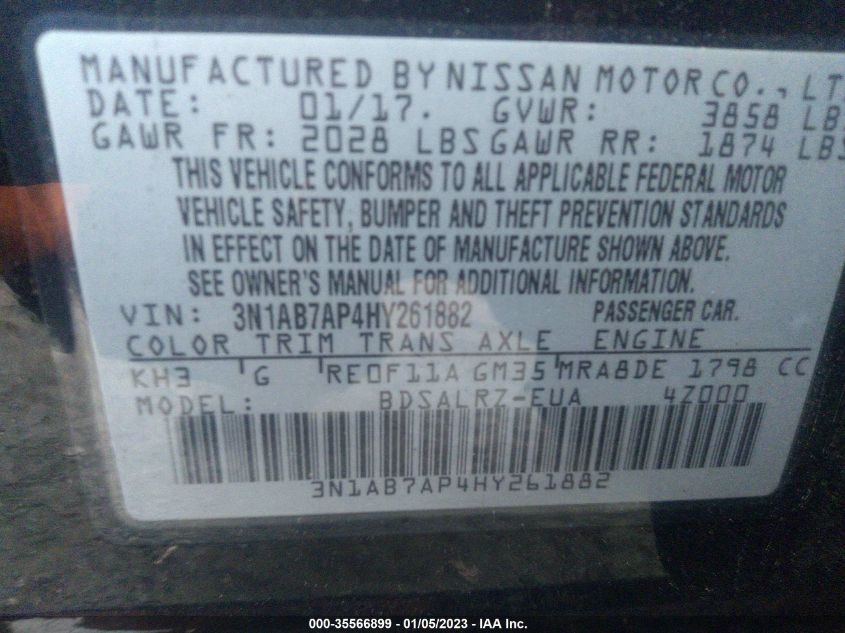 MANUFACTURED BY NISSAN MOTOR CO., LT
DATE: 01/17. GVWR: 3858 LB
GAWR FR: 2028 LBS GAWR RR: 1874 LBS
THIS VEHICLE CONFORMS TO ALL APPLICABLE FEDERAL MOTOR
VEHICLE SAFETY, BUMPER AND THEFT PREVENTION STANDARDS
IN EFFECT ON THE DATE OF MANUFACTURE SHOWN ABOVE.
SEE OWNER'S MANUAL FOR ADDITIONAL INFORMATION.
VIN: 3N1AB7AP4HY261882 PASSENGER CAR.
COLOR TRIM TRANS AXLE ENGINE
KH3 G RE0F11A GM35 MRA8DE 1798 CC
MODEL: BDSALRZ-EUA 4Z000
3N1AB7AP4HY261882
000-35566899 - 01/05/2023 - IAA Inc.